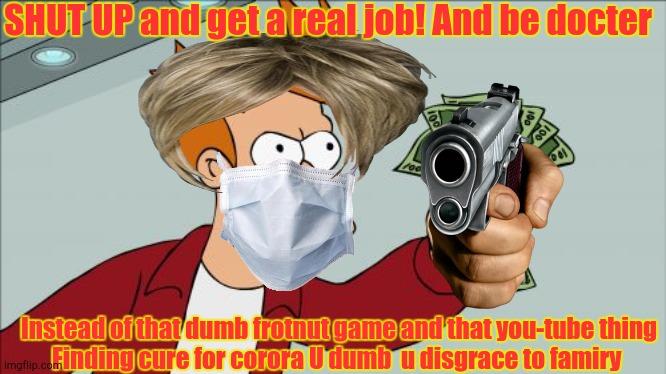 SHUT UP and get a real job! And be docter
Instead of that dumb frotnut game and that you-tube thing
Finding cure for corora U dumb u disgrace to famiry
imgflip.com